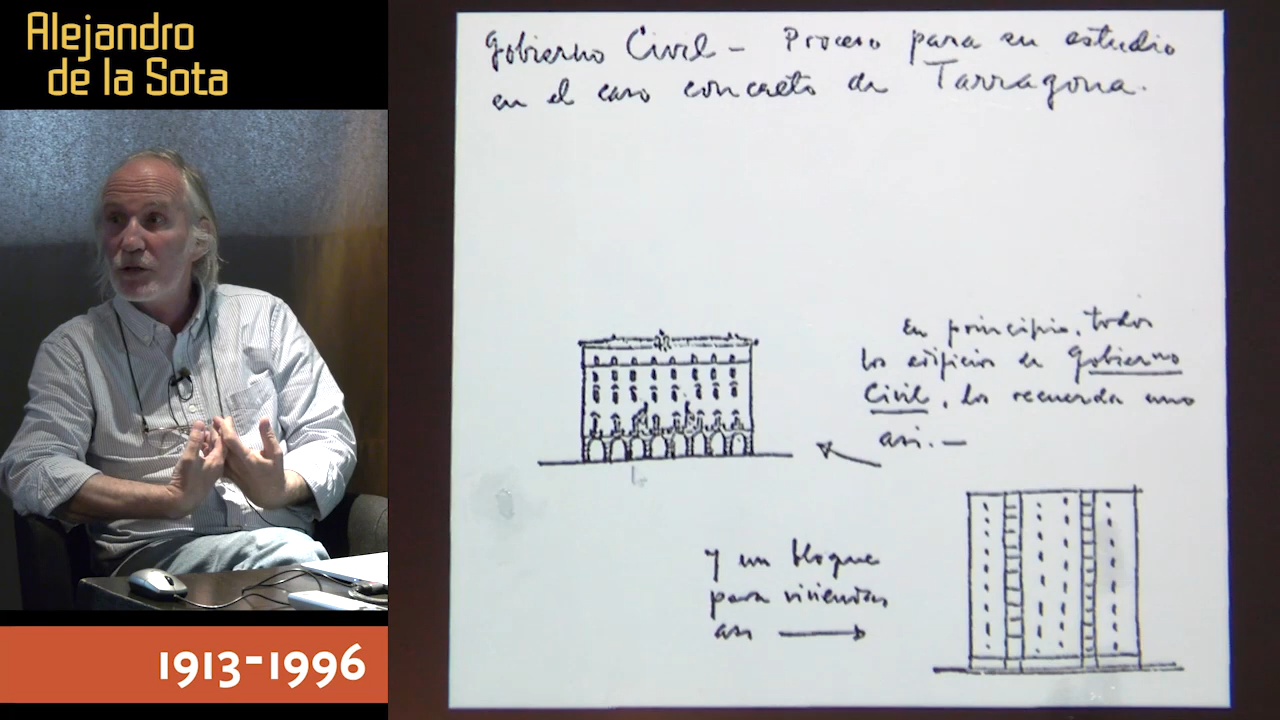 Alejandro
de la Sota
1913-1996
Gobierno Civil - Proceso para su estudio
en el caso concreto de Tarragona.
En principio, todos
los edificios de Gobierno
Civil, los recuerda uno
así. —
Y un bloque
para viviendas
así